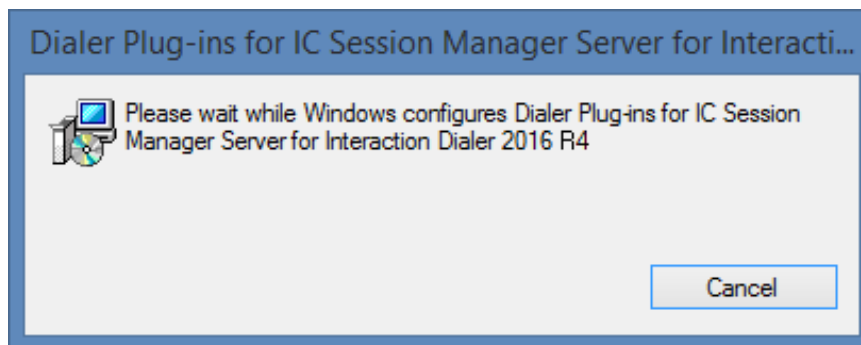 Dialer Plug-ins for IC Session Manager Server for Interacti...
Please wait while Windows configures Dialer Plug-ins for IC Session
Manager Server for Interaction Dialer 2016 R4
Cancel